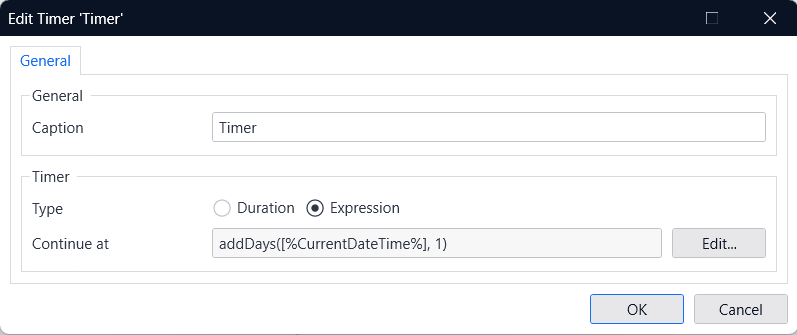 Edit Timer 'Timer'
General
General
Caption Timer
Timer
Type Duration Expression
Continue at addDays([%CurrentDateTime%], 1) Edit...
OK Cancel